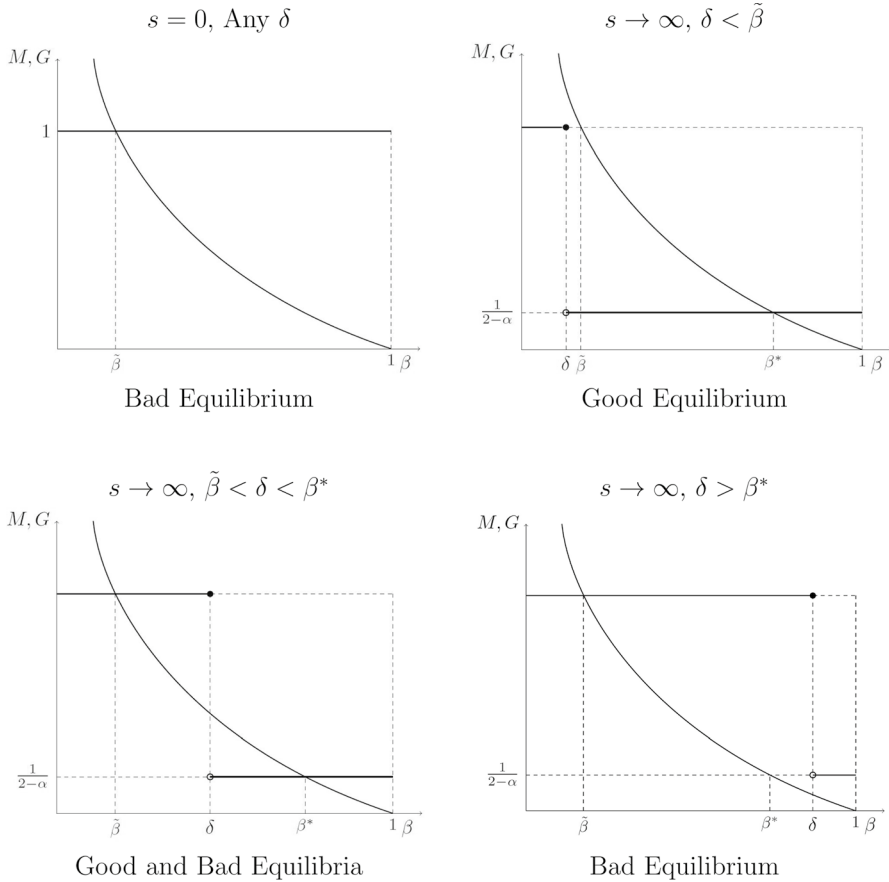 s = 0, Any δ
M, G
1
β̃
1 β
Bad Equilibrium
s → ∞, δ < β̃
M, G
1/(2−α)
δ β̃ β* 1 β
Good Equilibrium
s → ∞, β̃ < δ < β*
M, G
1/(2−α)
β̃ δ β* 1 β
Good and Bad Equilibria
s → ∞, δ > β*
M, G
1/(2−α)
β̃ β* δ 1 β
Bad Equilibrium